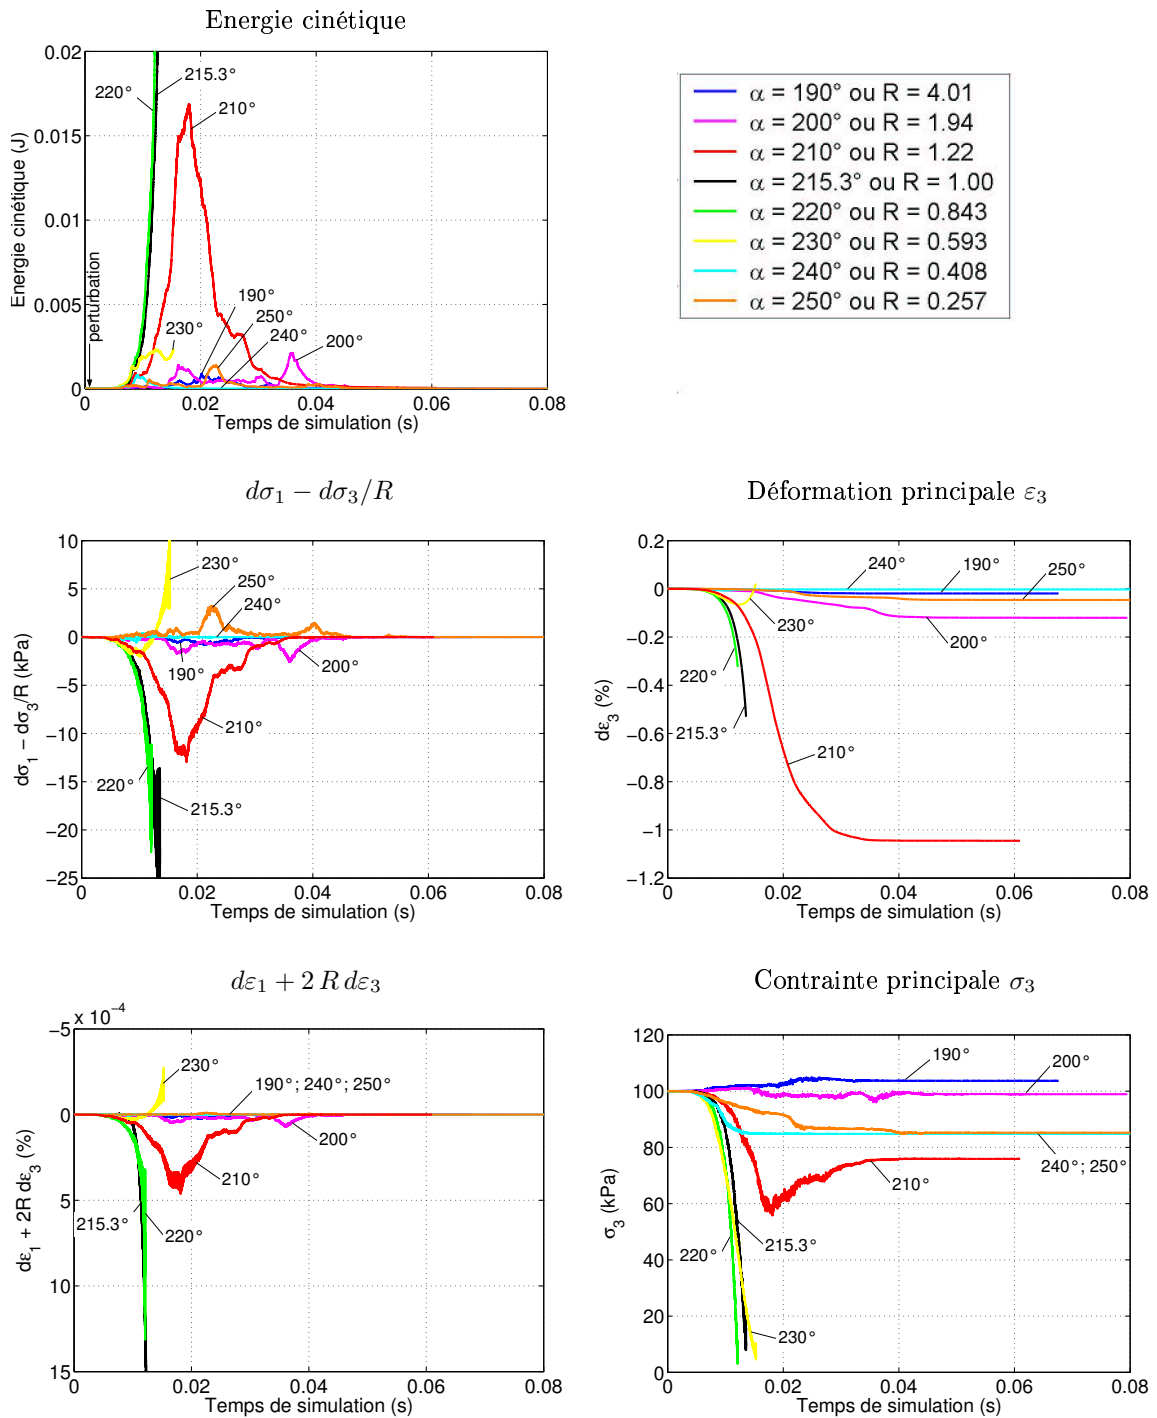 Energie cinétique
0.02
0.015
0.01
0.005
0
Energie cinétique (J)
perturbation
220°
215.3°
210°
230°
190°
250°
240°
200°
0 0.02 0.04 0.06 0.08
Temps de simulation (s)
α = 190° ou R = 4.01
α = 200° ou R = 1.94
α = 210° ou R = 1.22
α = 215.3° ou R = 1.00
α = 220° ou R = 0.843
α = 230° ou R = 0.593
α = 240° ou R = 0.408
α = 250° ou R = 0.257
dσ₁ − dσ₃/R
10
5
0
−5
−10
−15
−20
−25
dσ₁ − dσ₃/R (kPa)
230°
250°
240°
190°
200°
210°
220°
215.3°
0 0.02 0.04 0.06 0.08
Temps de simulation (s)
Déformation principale ε₃
0.2
0
−0.2
−0.4
−0.6
−0.8
−1
−1.2
dε₃ (%)
240°
190°
250°
230°
200°
220°
215.3°
210°
0 0.02 0.04 0.06 0.08
Temps de simulation (s)
dε₁ + 2 R dε₃
x 10⁻⁴
−5
0
5
10
15
dε₁ + 2R dε₃ (%)
230°
190°; 240°; 250°
200°
210°
215.3°
220°
0 0.02 0.04 0.06 0.08
Temps de simulation (s)
Contrainte principale σ₃
120
100
80
60
40
20
0
σ₃ (kPa)
190°
200°
240°; 250°
210°
215.3°
220°
230°
0 0.02 0.04 0.06 0.08
Temps de simulation (s)